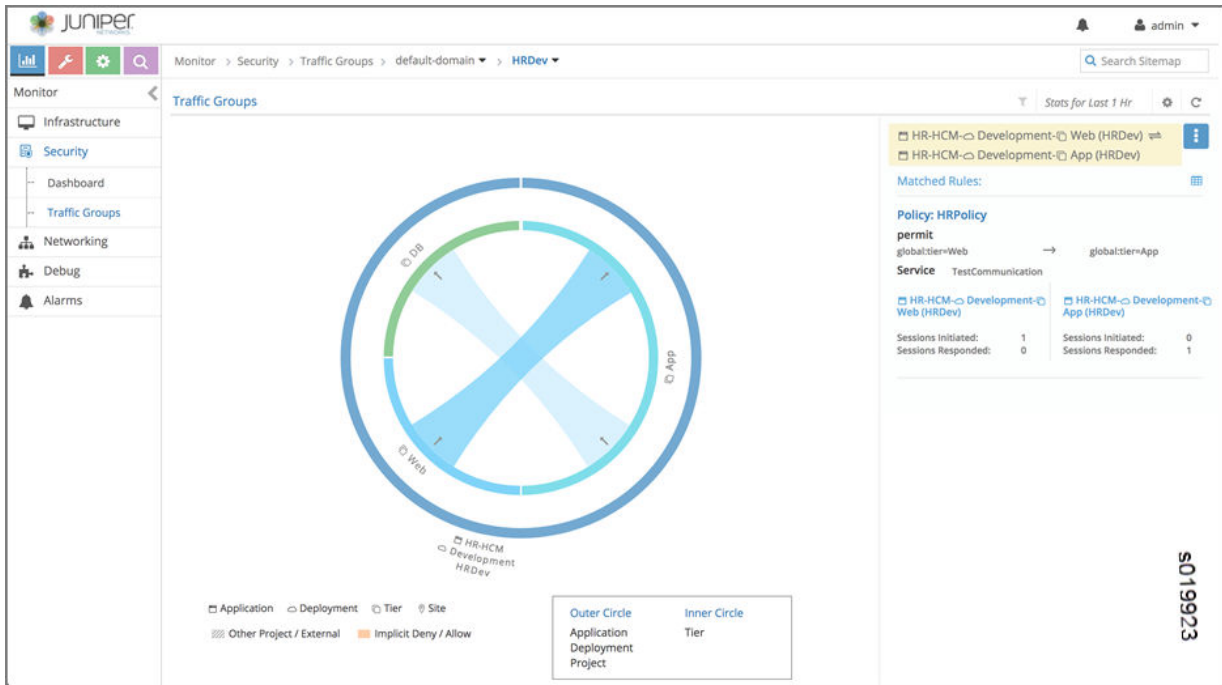 JUNIPER
NETWORKS
admin
Monitor > Security > Traffic Groups > default-domain > HRDev
Search Sitemap
Monitor
Infrastructure
Security
Dashboard
Traffic Groups
Networking
Debug
Alarms
Traffic Groups
Stats for Last 1 Hr
DB
App
Web
HR-HCM
Development
HRDev
Application Deployment Tier Site
Other Project / External Implicit Deny / Allow
Outer Circle Inner Circle
Application Tier
Deployment
Project
HR-HCM- Development- Web (HRDev)
HR-HCM- Development- App (HRDev)
Matched Rules:
Policy: HRPolicy
permit
global:tier=Web → global:tier=App
Service TestCommunication
HR-HCM- Development- HR-HCM- Development-
Web (HRDev) App (HRDev)
Sessions Initiated: 1 Sessions Initiated: 0
Sessions Responded: 0 Sessions Responded: 1
s019923